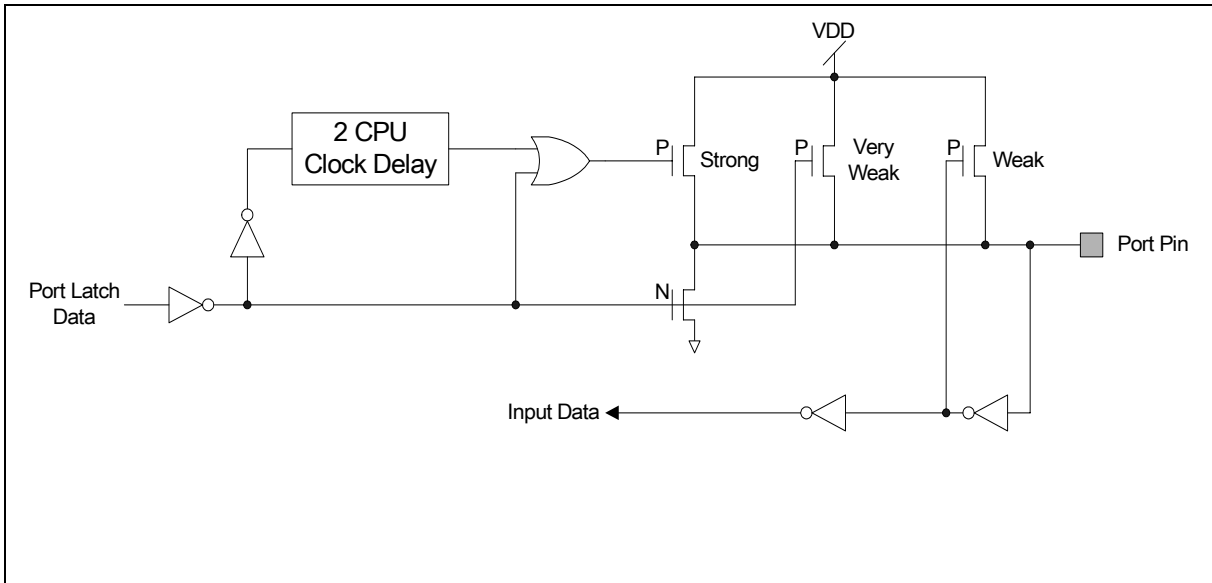 VDD
2 CPU
Clock Delay
P
Strong
P
Very
Weak
P
Weak
Port Pin
Port Latch
Data
N
Input Data